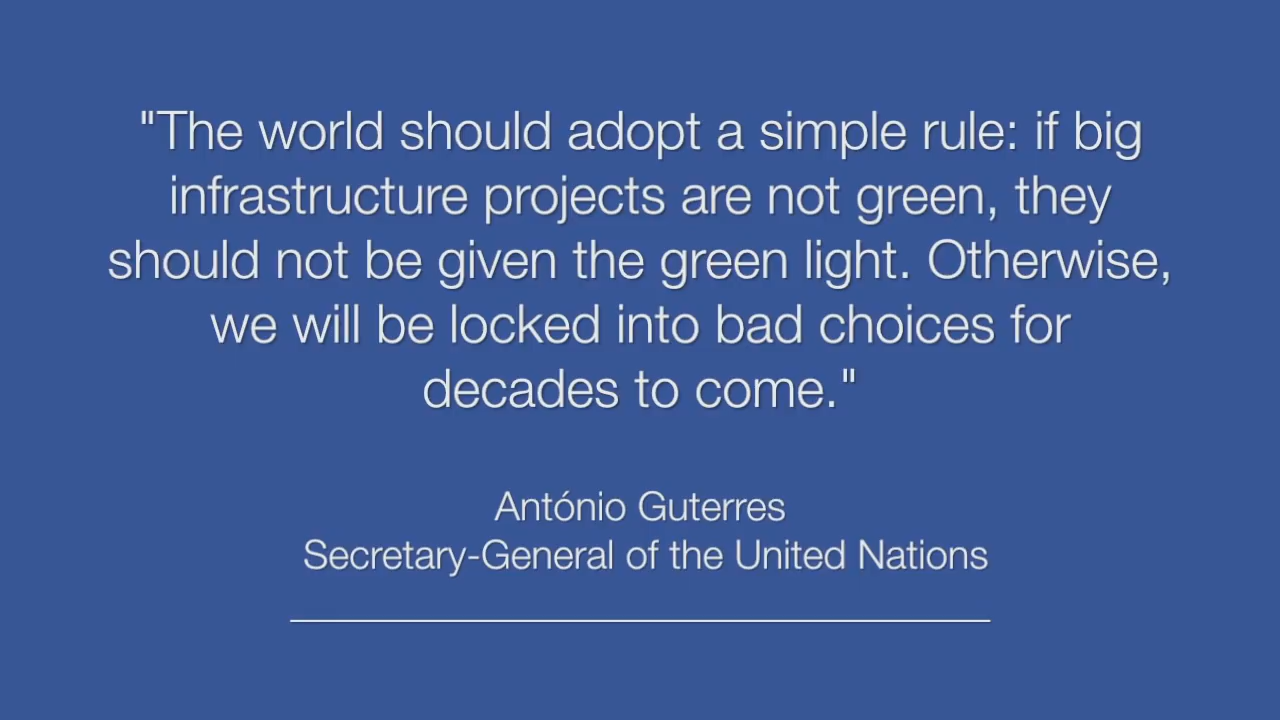 "The world should adopt a simple rule: if big
infrastructure projects are not green, they
should not be given the green light. Otherwise,
we will be locked into bad choices for
decades to come."
António Guterres
Secretary-General of the United Nations